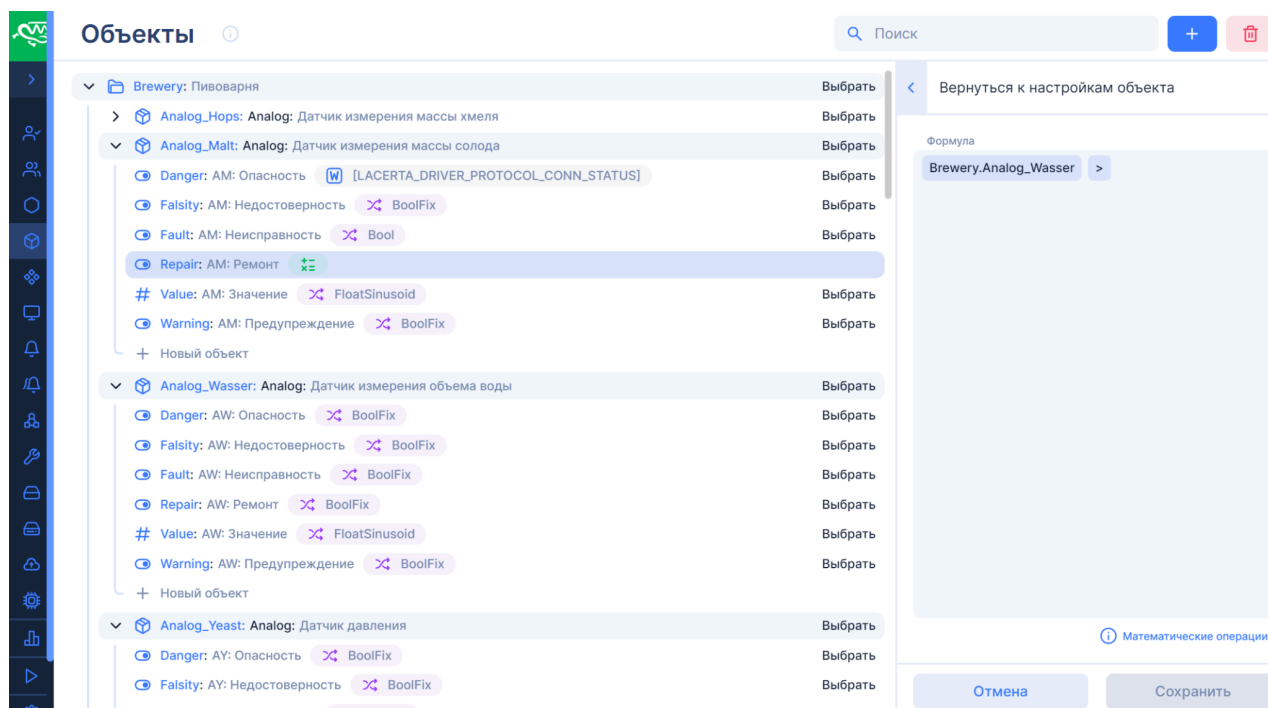 Объекты
Поиск
Brewery: Пивоварня Выбрать
Analog_Hops: Analog: Датчик измерения массы хмеля Выбрать
Analog_Malt: Analog: Датчик измерения массы солода Выбрать
Danger: AM: Опасность W [LACERTA_DRIVER_PROTOCOL_CONN_STATUS] Выбрать
Falsity: AM: Недостоверность BoolFix Выбрать
Fault: AM: Неисправность Bool Выбрать
Repair: AM: Ремонт
Value: AM: Значение FloatSinusoid Выбрать
Warning: AM: Предупреждение BoolFix Выбрать
Новый объект
Analog_Wasser: Analog: Датчик измерения объема воды Выбрать
Danger: AW: Опасность BoolFix Выбрать
Falsity: AW: Недостоверность BoolFix Выбрать
Fault: AW: Неисправность BoolFix Выбрать
Repair: AW: Ремонт BoolFix Выбрать
Value: AW: Значение FloatSinusoid Выбрать
Warning: AW: Предупреждение BoolFix Выбрать
Новый объект
Analog_Yeast: Analog: Датчик давления Выбрать
Danger: AY: Опасность BoolFix Выбрать
Falsity: AY: Недостоверность BoolFix Выбрать
Вернуться к настройкам объекта
Формула
Brewery.Analog_Wasser >
Математические операции
Отмена Сохранить